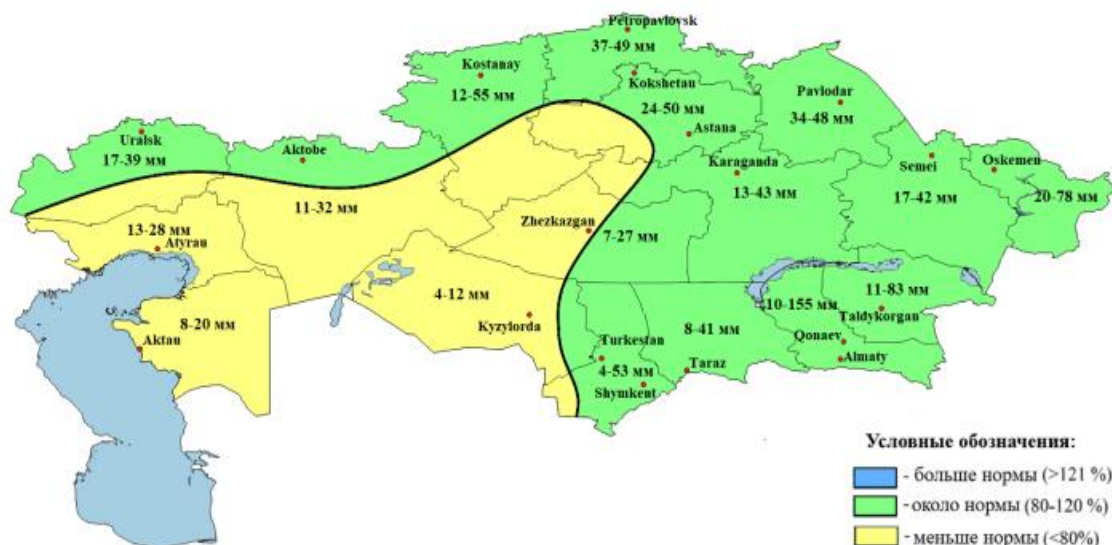 Petropavlovsk
37-49 мм
Kostanay
12-55 мм
Kokshetau
24-50 мм
Pavlodar
34-48 мм
Uralsk
17-39 мм
Aktobe
Astana
Karaganda
13-43 мм
Semei
17-42 мм
Oskemen
20-78 мм
11-32 мм
Zhezkazgan
7-27 мм
13-28 мм
Atyrau
4-12 мм
Kyzylorda
8-20 мм
Aktau
11-83 мм
10-155 мм
Taldykorgan
8-41 мм
Qonaev
Almaty
Turkestan
4-53 мм
Shymkent
Taraz
Условные обозначения:
- больше нормы (>121 %)
- около нормы (80-120 %)
- меньше нормы (<80%)